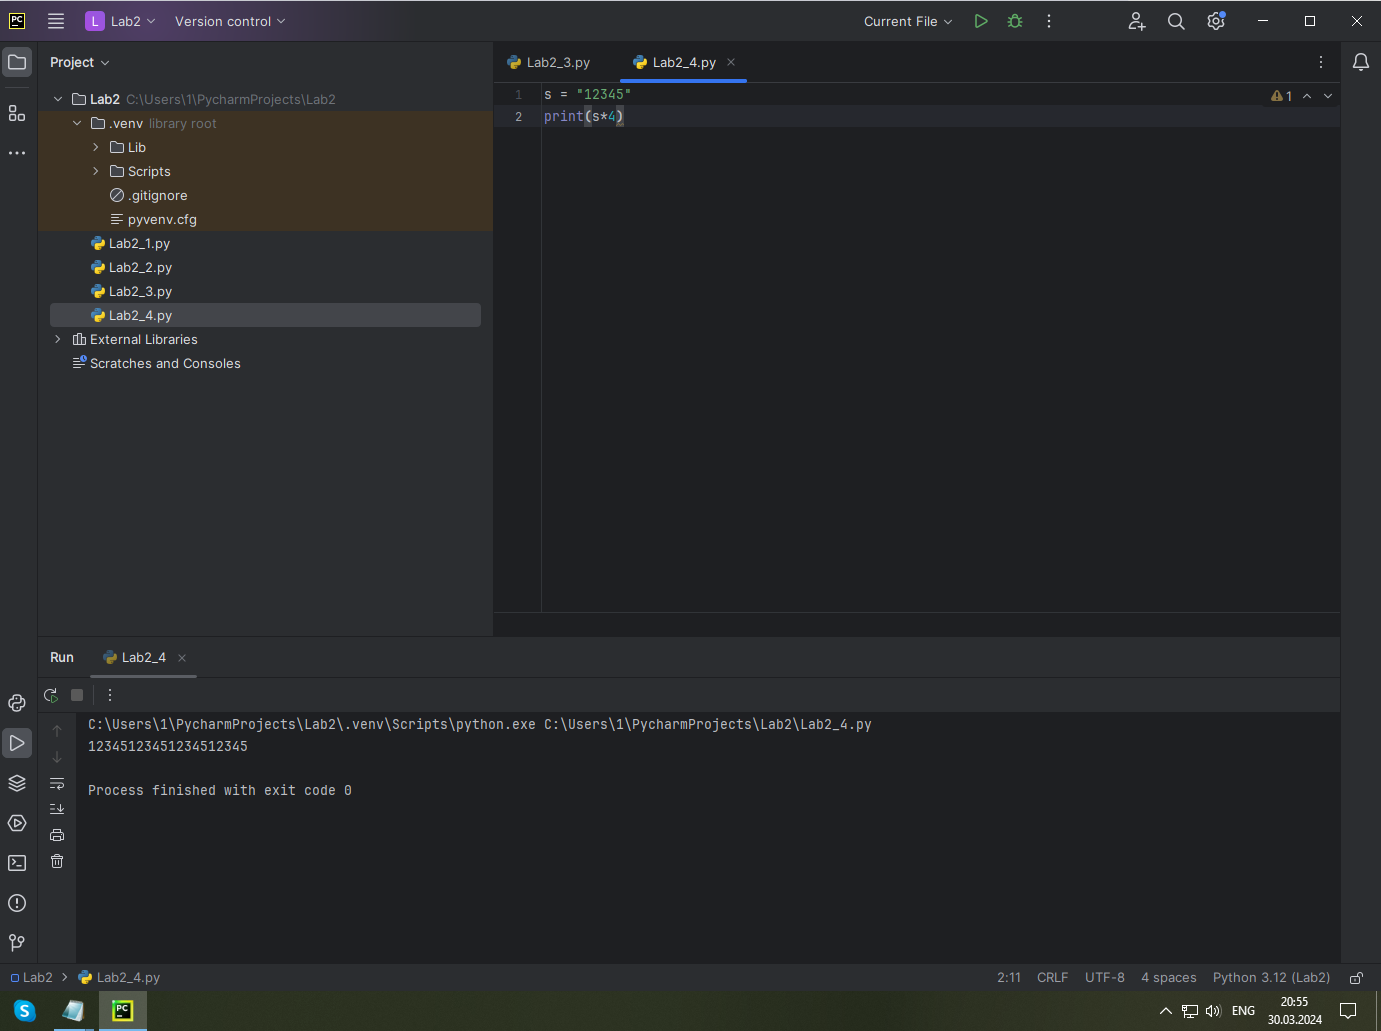 PC L Lab2 Version control Current File
Project Lab2_3.py Lab2_4.py
Lab2 C:\Users\1\PycharmProjects\Lab2
.venv library root
Lib
Scripts
.gitignore
pyvenv.cfg
Lab2_1.py
Lab2_2.py
Lab2_3.py
Lab2_4.py
External Libraries
Scratches and Consoles
1 s = "12345" 1
2 print(s*4)
Run Lab2_4
C:\Users\1\PycharmProjects\Lab2\.venv\Scripts\python.exe C:\Users\1\PycharmProjects\Lab2\Lab2_4.py
12345123451234512345
Process finished with exit code 0
Lab2 Lab2_4.py 2:11 CRLF UTF-8 4 spaces Python 3.12 (Lab2)
S PC ENG 20:55
30.03.2024